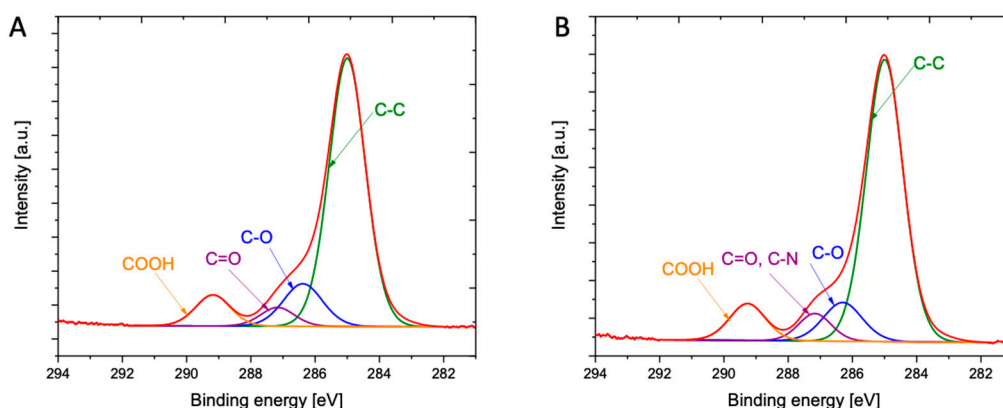 A
C-C
C-O
C=O
COOH
Intensity [a.u.]
294 292 290 288 286 284 282
Binding energy [eV]
B
C-C
C-O
C=O, C-N
COOH
Intensity [a.u.]
294 292 290 288 286 284 282
Binding energy [eV]